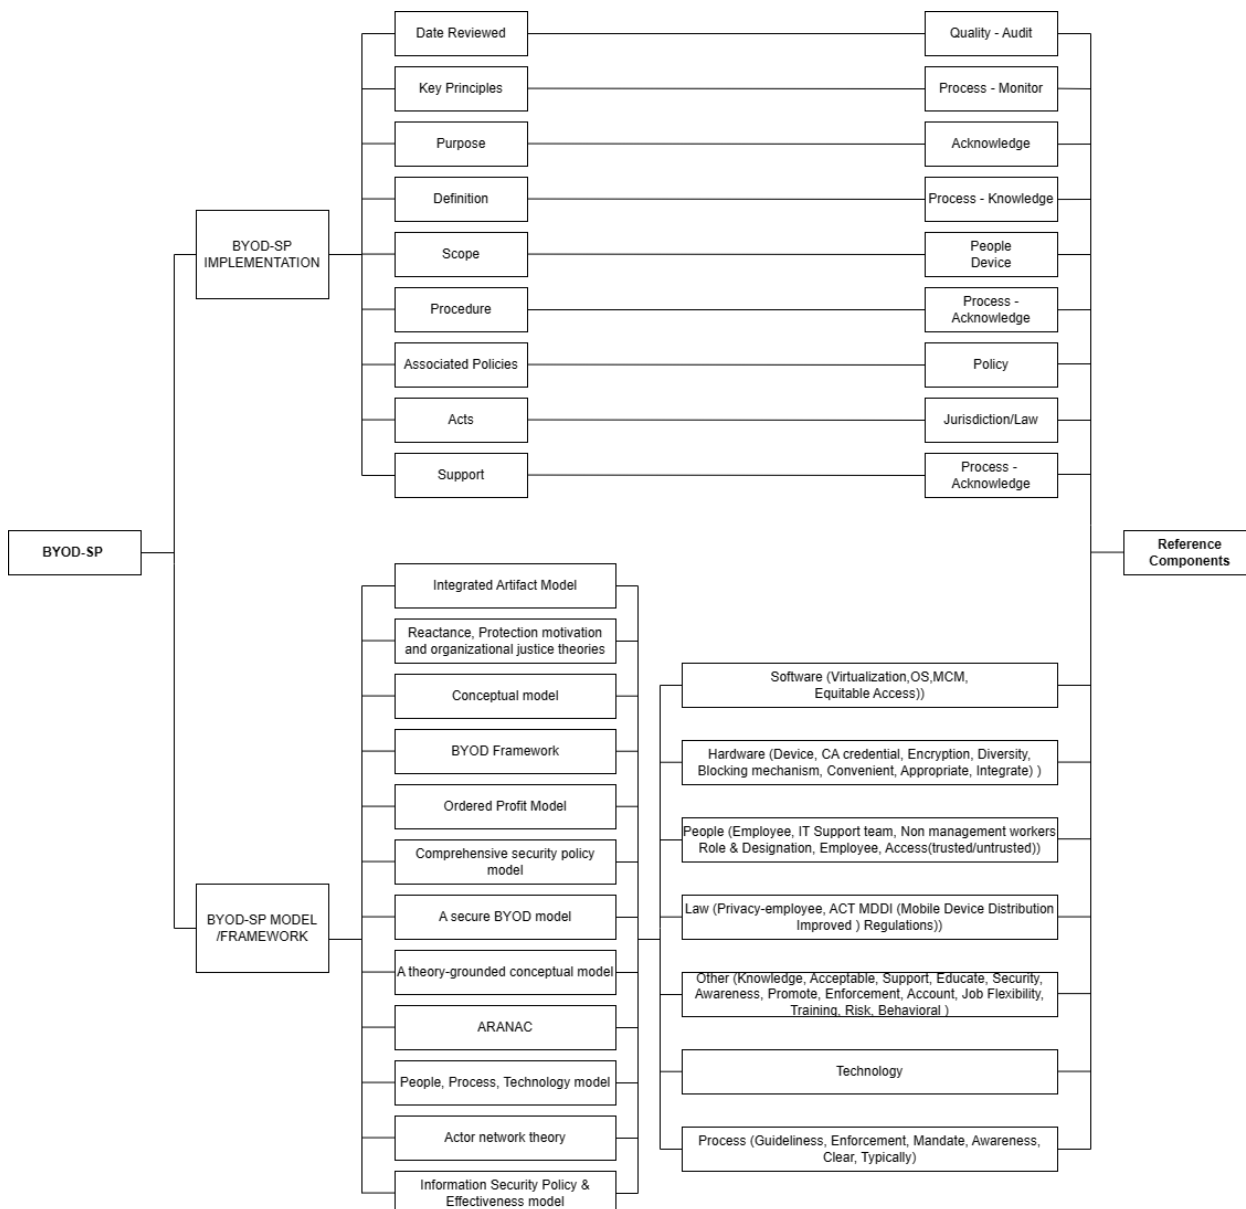 Date Reviewed
Quality - Audit
Key Principles
Process - Monitor
Purpose
Acknowledge
Definition
Process - Knowledge
BYOD-SP
IMPLEMENTATION
Scope
People
Device
Procedure
Process -
Acknowledge
Associated Policies
Policy
Acts
Jurisdiction/Law
Support
Process -
Acknowledge
BYOD-SP
Reference
Components
Integrated Artifact Model
Reactance, Protection motivation
and organizational justice theories
Conceptual model
BYOD Framework
Ordered Profit Model
Comprehensive security policy
model
A secure BYOD model
BYOD-SP MODEL
/FRAMEWORK
A theory-grounded conceptual model
ARANAC
People, Process, Technology model
Actor network theory
Information Security Policy &
Effectiveness model
Software (Virtualization,OS,MCM,
Equitable Access))
Hardware (Device, CA credential, Encryption, Diversity,
Blocking mechanism, Convenient, Appropriate, Integrate) )
People (Employee, IT Support team, Non management workers
Role & Designation, Employee, Access(trusted/untrusted))
Law (Privacy-employee, ACT MDDI (Mobile Device Distribution
Improved ) Regulations))
Other (Knowledge, Acceptable, Support, Educate, Security,
Awareness, Promote, Enforcement, Account, Job Flexibility,
Training, Risk, Behavioral )
Technology
Process (Guideliness, Enforcement, Mandate, Awareness,
Clear, Typically)